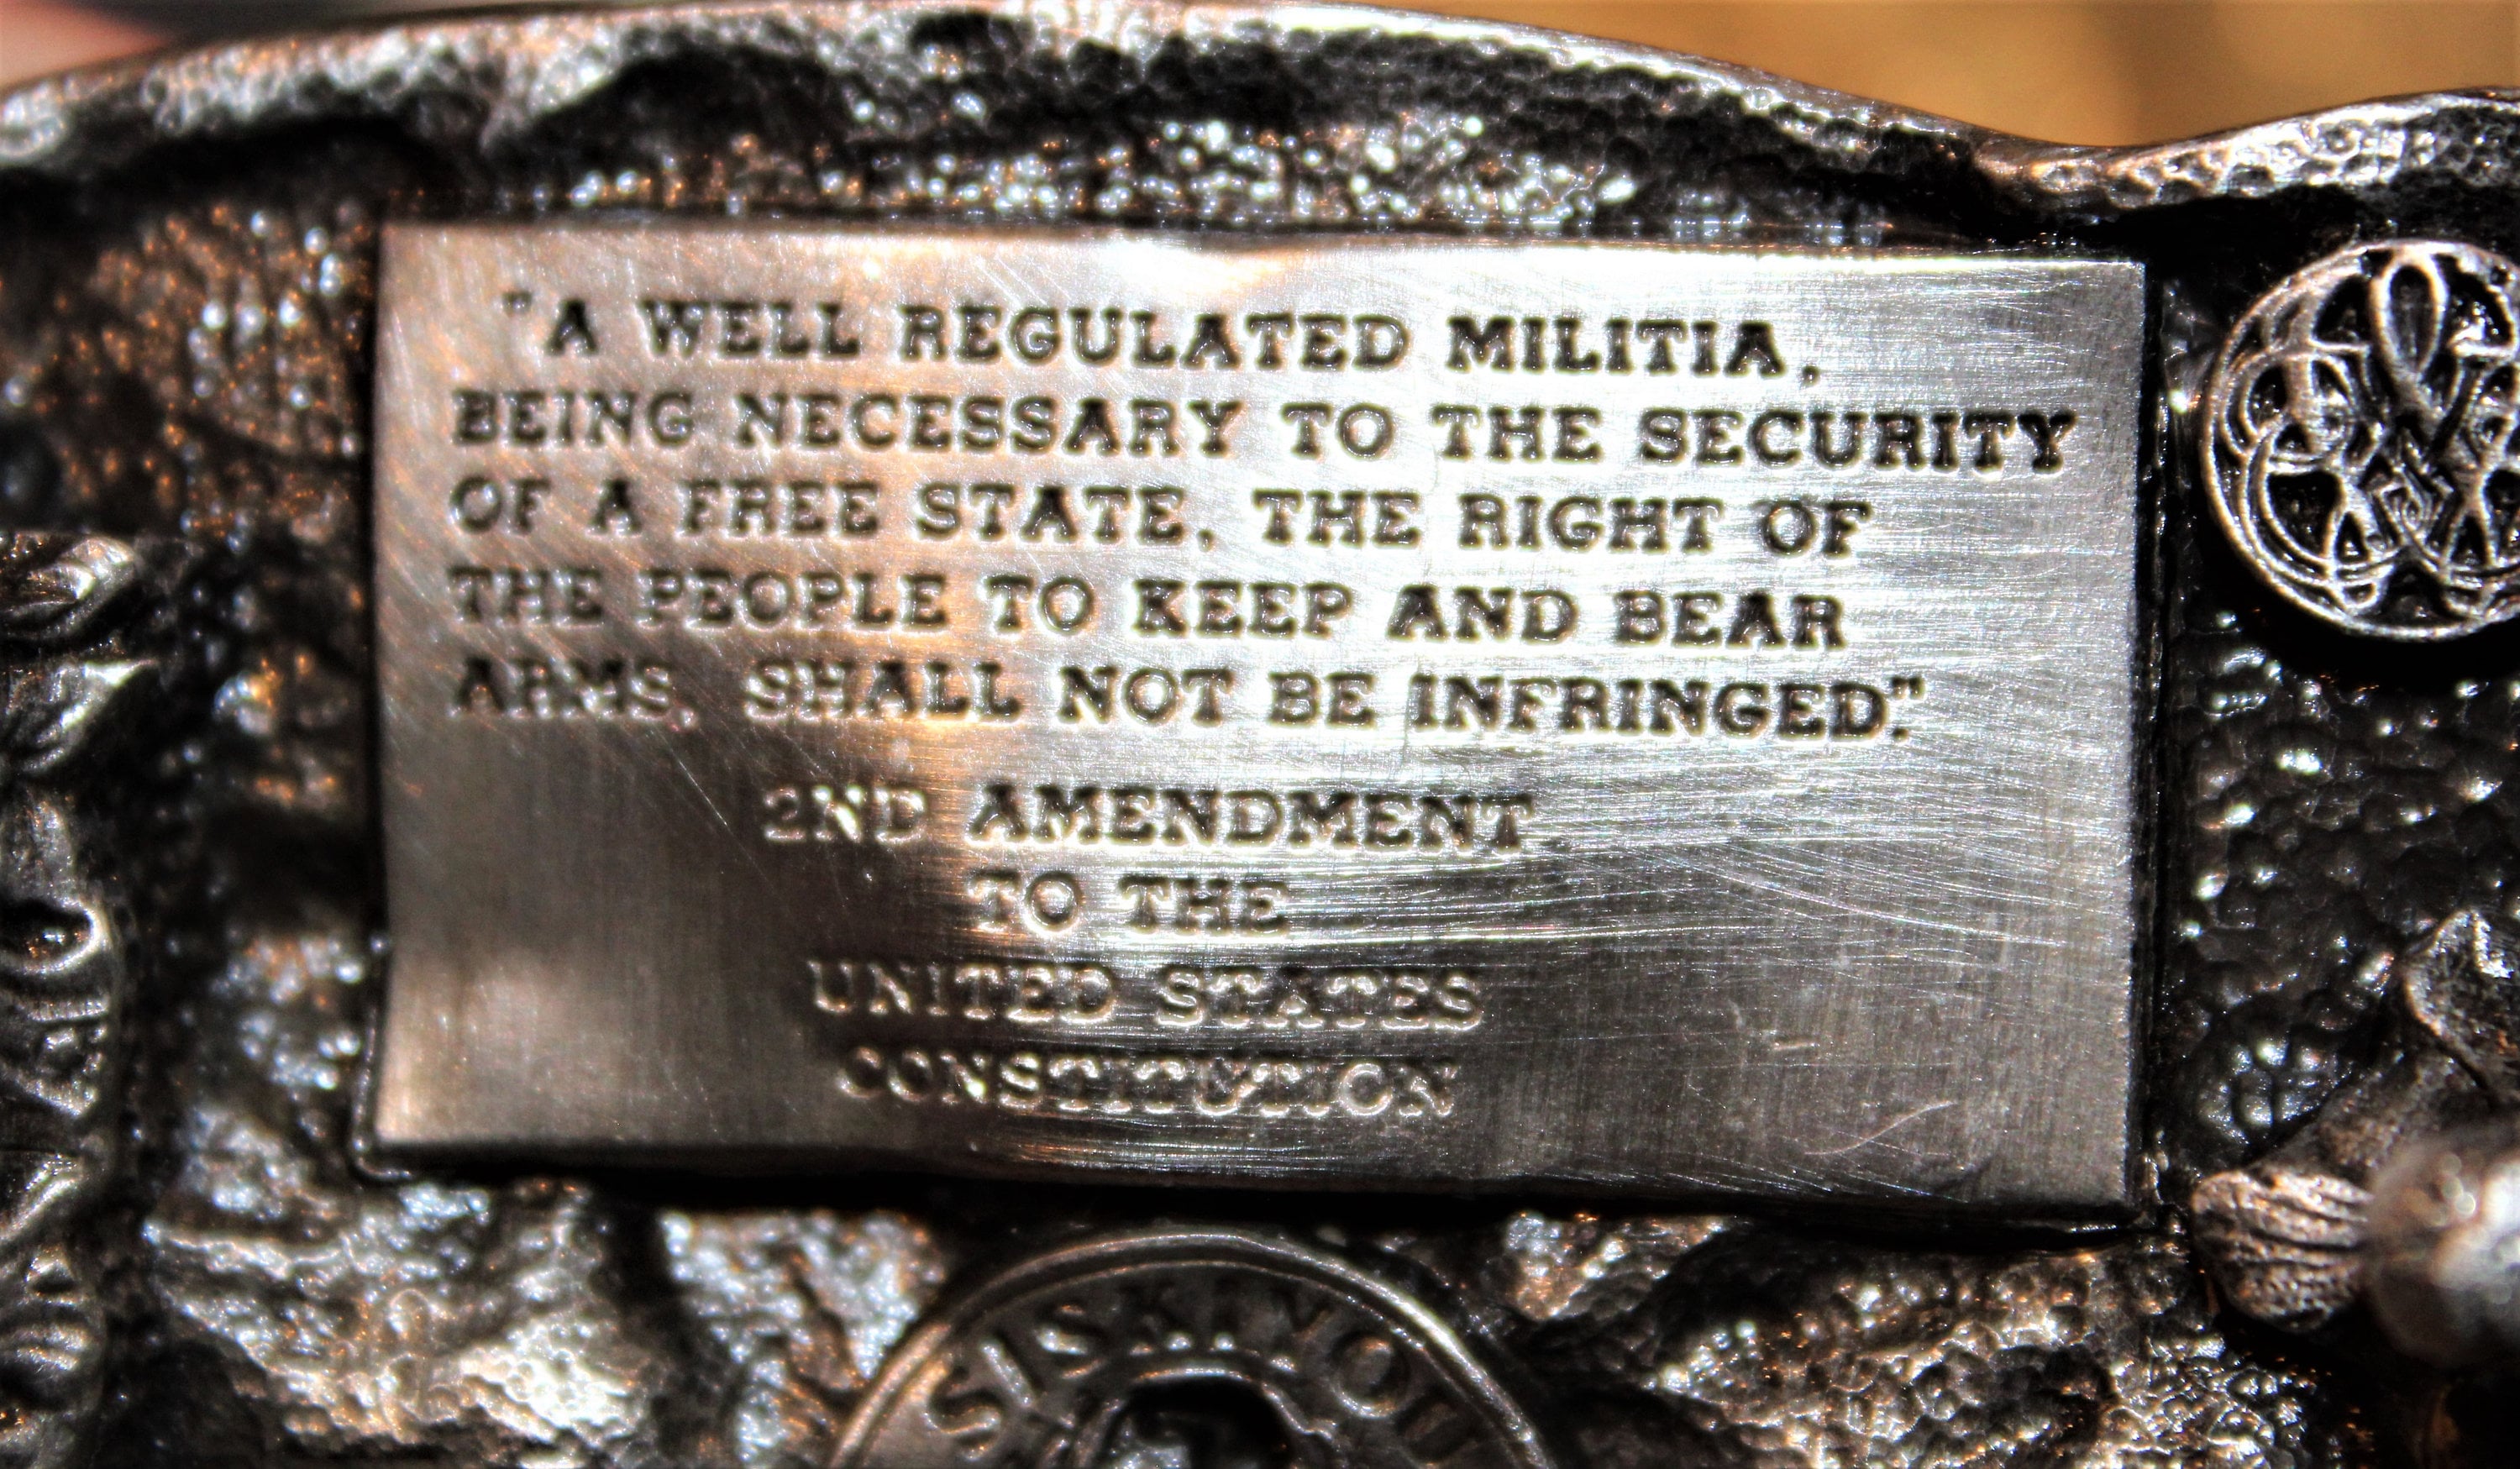 "A WELL REGULATED MILITIA,
BEING NECESSARY TO THE SECURITY
OF A FREE STATE, THE RIGHT OF
THE PEOPLE TO KEEP AND BEAR
ARMS, SHALL NOT BE INFRINGED."
2ND AMENDMENT
TO THE
UNITED STATES
CONSTITUTION
SISKIYOU